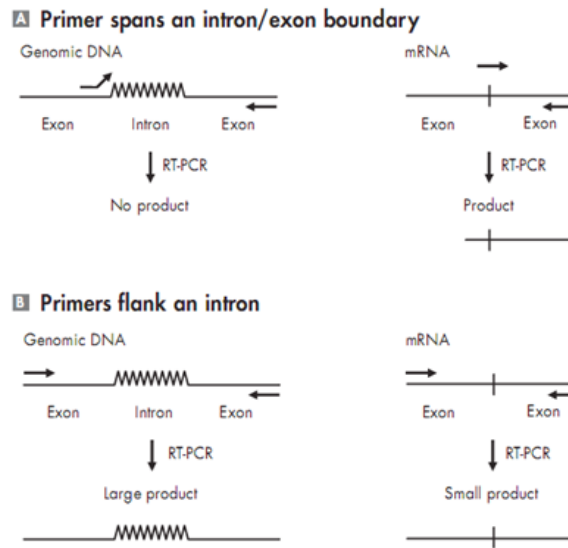 A Primer spans an intron/exon boundary
Genomic DNA
mRNA
Exon Intron Exon
Exon Exon
RT-PCR
RT-PCR
No product
Product
B Primers flank an intron
Genomic DNA
mRNA
Exon Intron Exon
Exon Exon
RT-PCR
RT-PCR
Large product
Small product